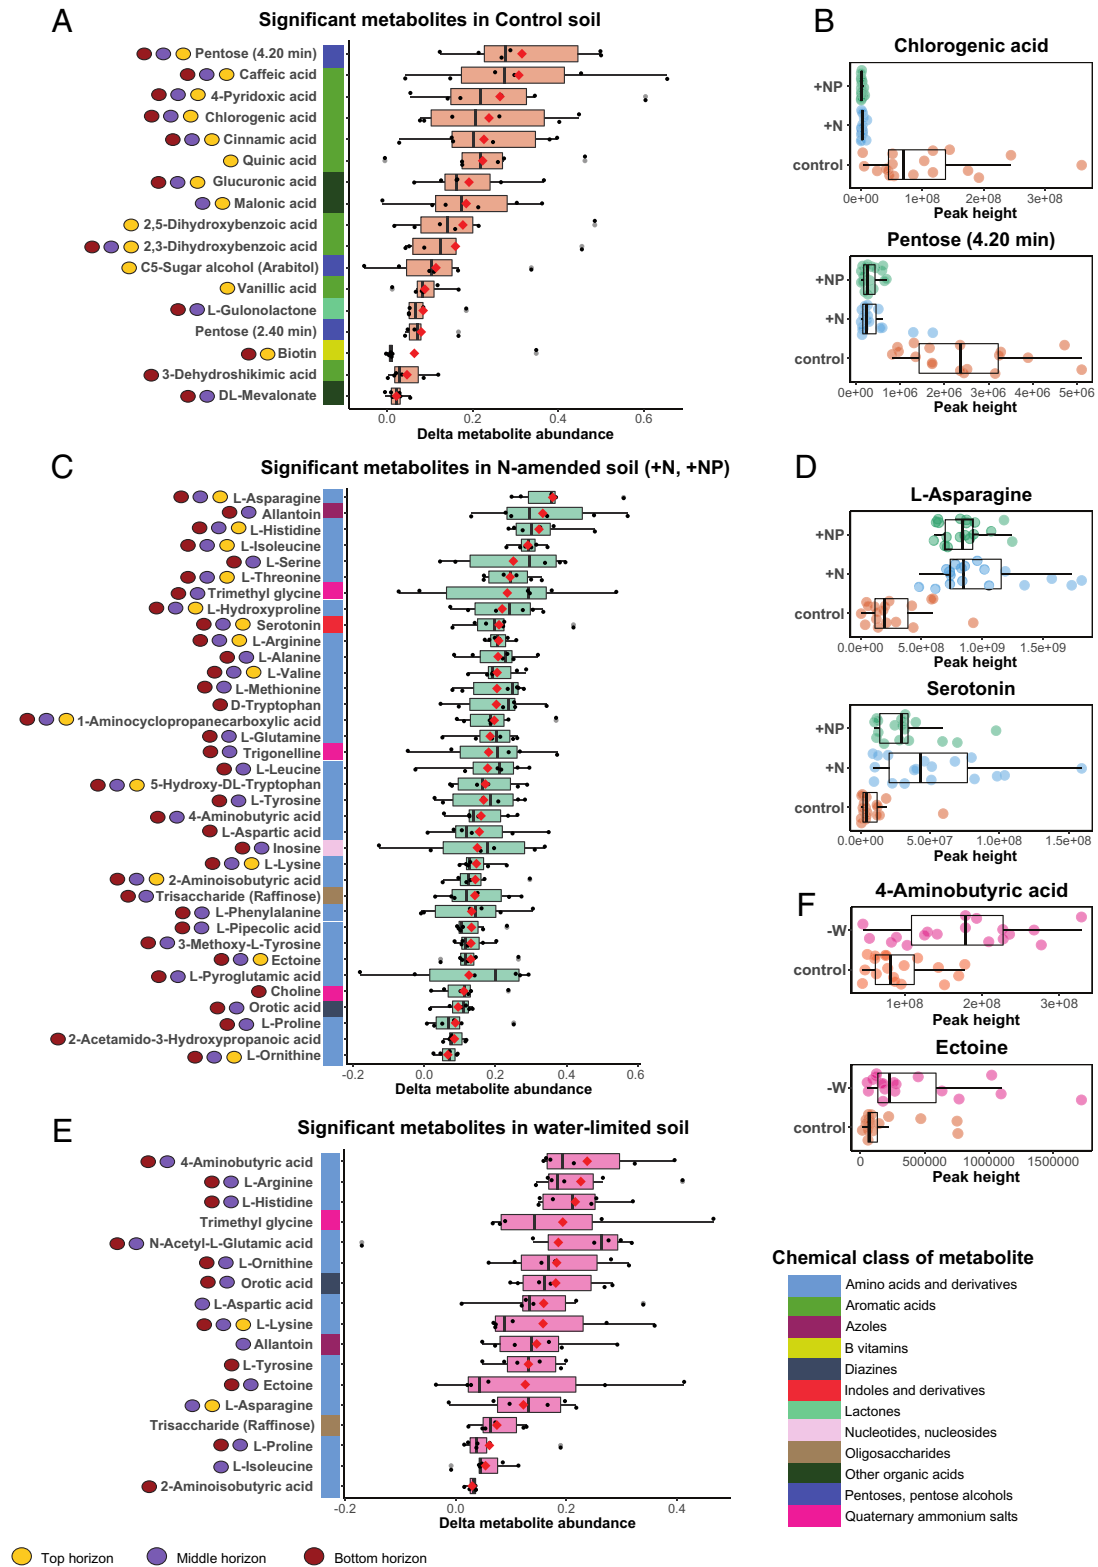 A
Significant metabolites in Control soil
Pentose (4.20 min)
Caffeic acid
4-Pyridoxic acid
Chlorogenic acid
Cinnamic acid
Quinic acid
Glucuronic acid
Malonic acid
2,5-Dihydroxybenzoic acid
2,3-Dihydroxybenzoic acid
C5-Sugar alcohol (Arabitol)
Vanillic acid
L-Gulonolactone
Pentose (2.40 min)
Biotin
3-Dehydroshikimic acid
DL-Mevalonate
0.0 0.2 0.4 0.6
Delta metabolite abundance
B
Chlorogenic acid
+NP
+N
control
0e+00 1e+08 2e+08 3e+08
Peak height
Pentose (4.20 min)
+NP
+N
control
0e+00 1e+06 2e+06 3e+06 4e+06 5e+06
Peak height
C
Significant metabolites in N-amended soil (+N, +NP)
L-Asparagine
Allantoin
L-Histidine
L-Isoleucine
L-Serine
L-Threonine
Trimethyl glycine
L-Hydroxyproline
Serotonin
L-Arginine
L-Alanine
L-Valine
L-Methionine
D-Tryptophan
1-Aminocyclopropanecarboxylic acid
L-Glutamine
Trigonelline
L-Leucine
5-Hydroxy-DL-Tryptophan
L-Tyrosine
4-Aminobutyric acid
L-Aspartic acid
Inosine
L-Lysine
2-Aminoisobutyric acid
Trisaccharide (Raffinose)
L-Phenylalanine
L-Pipecolic acid
3-Methoxy-L-Tyrosine
Ectoine
L-Pyroglutamic acid
Choline
Orotic acid
L-Proline
2-Acetamido-3-Hydroxypropanoic acid
L-Ornithine
-0.2 0.0 0.2 0.4 0.6
Delta metabolite abundance
D
L-Asparagine
+NP
+N
control
0.0e+00 5.0e+08 1.0e+09 1.5e+09
Peak height
Serotonin
+NP
+N
control
0.0e+00 5.0e+07 1.0e+08 1.5e+08
Peak height
E
Significant metabolites in water-limited soil
4-Aminobutyric acid
L-Arginine
L-Histidine
Trimethyl glycine
N-Acetyl-L-Glutamic acid
L-Ornithine
Orotic acid
L-Aspartic acid
L-Lysine
Allantoin
L-Tyrosine
Ectoine
L-Asparagine
Trisaccharide (Raffinose)
L-Proline
L-Isoleucine
2-Aminoisobutyric acid
-0.2 0.0 0.2 0.4
Delta metabolite abundance
F
4-Aminobutyric acid
-W
control
1e+08 2e+08 3e+08
Peak height
Ectoine
-W
control
0 500000 1000000 1500000
Peak height
Chemical class of metabolite
Amino acids and derivatives
Aromatic acids
Azoles
B vitamins
Diazines
Indoles and derivatives
Lactones
Nucleotides, nucleosides
Oligosaccharides
Other organic acids
Pentoses, pentose alcohols
Quaternary ammonium salts
Top horizon Middle horizon Bottom horizon